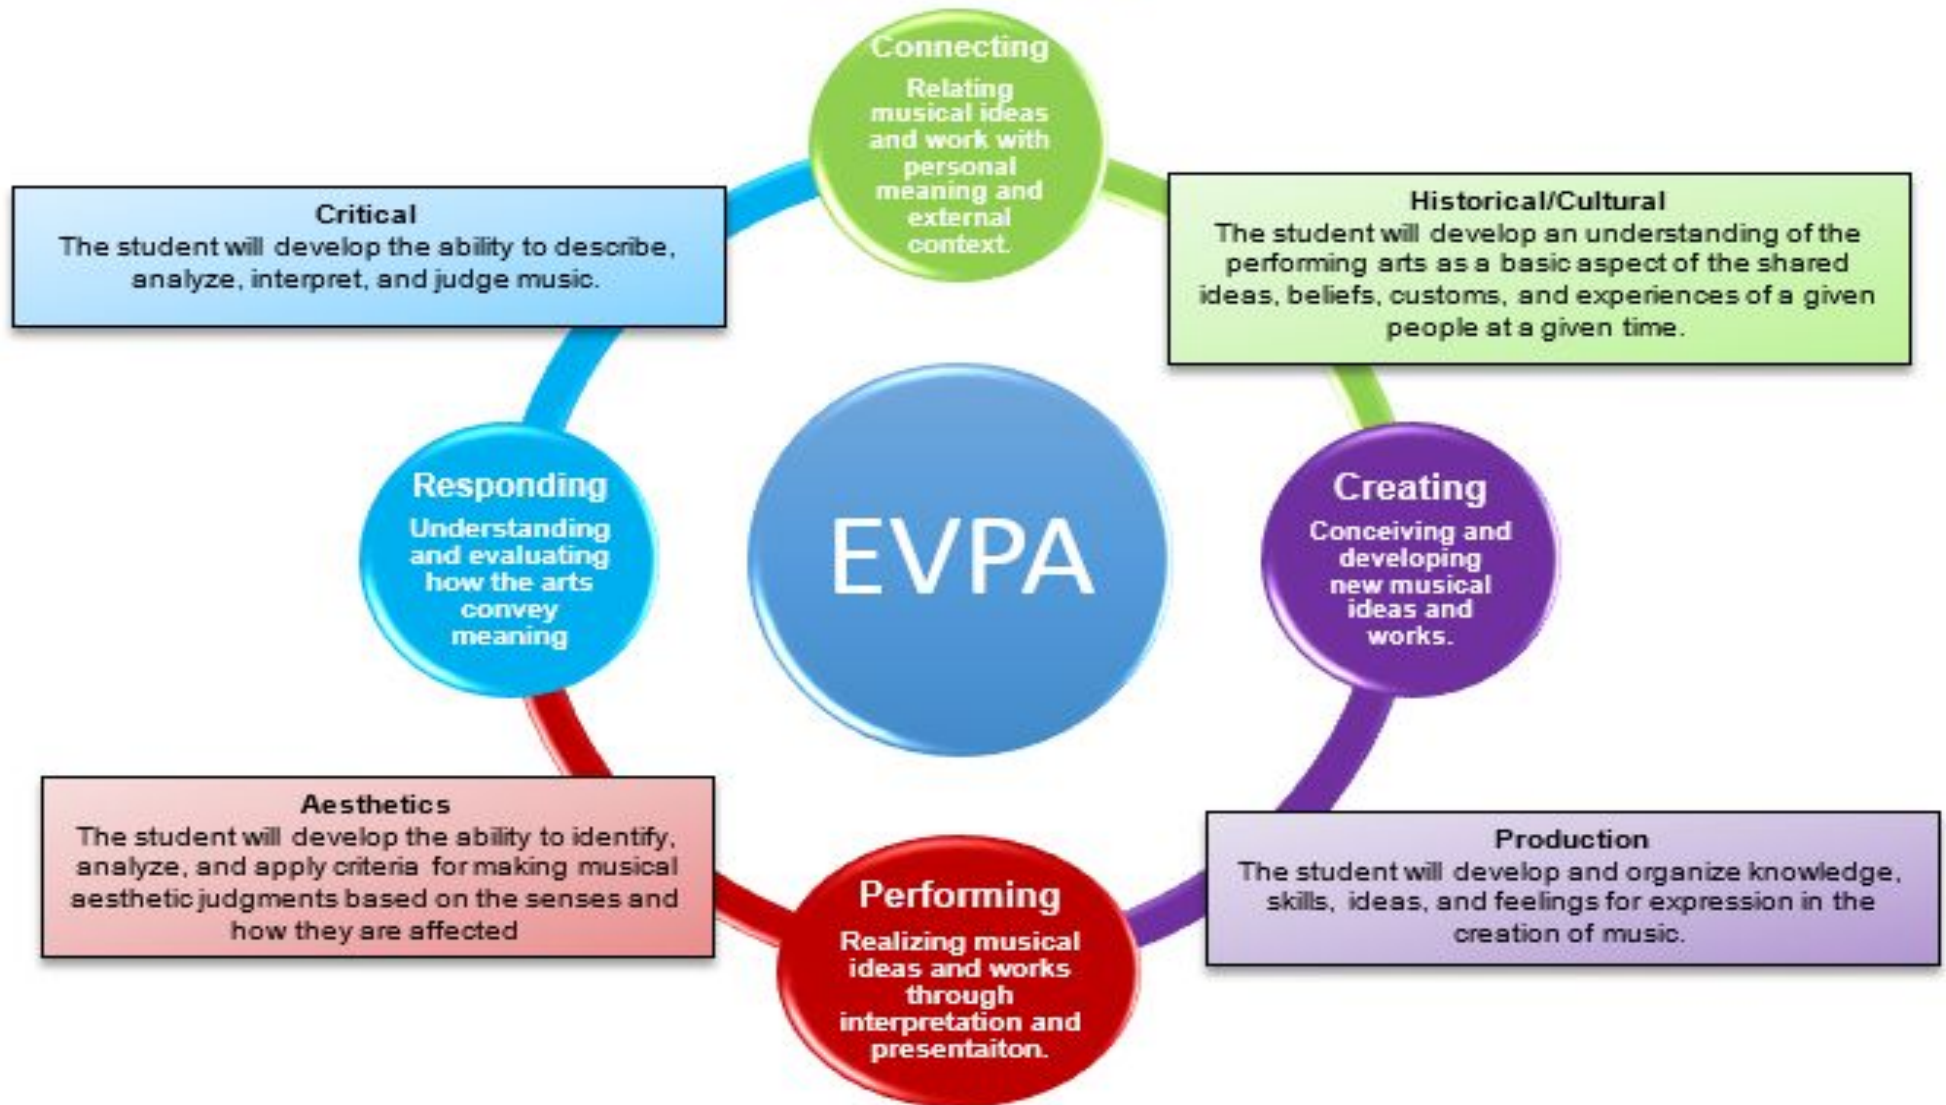 Connecting
Relating
musical ideas
and work with
personal
meaning and
external
context.
Critical
The student will develop the ability to describe,
analyze, interpret, and judge music.
Historical/Cultural
The student will develop an understanding of the
performing arts as a basic aspect of the shared
ideas, beliefs, customs, and experiences of a given
people at a given time.
Responding
Understanding
and evaluating
how the arts
convey
meaning
EVPA
Creating
Conceiving and
developing
new musical
ideas and
works.
Aesthetics
The student will develop the ability to identify,
analyze, and apply criteria for making musical
aesthetic judgments based on the senses and
how they are affected
Performing
Realizing musical
ideas and works
through
interpretation and
presentaiton.
Production
The student will develop and organize knowledge,
skills, ideas, and feelings for expression in the
creation of music.